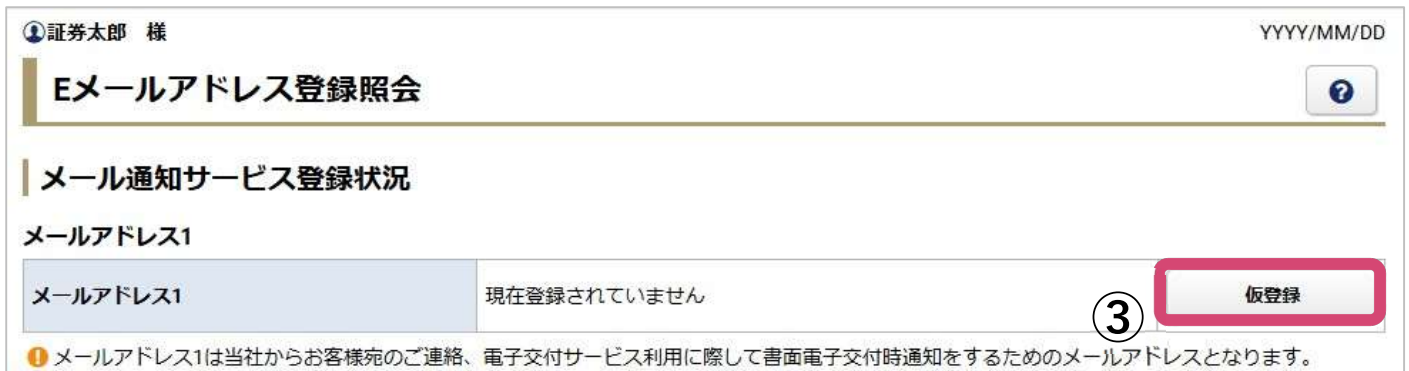 証券太郎 様
YYYY/MM/DD
Eメールアドレス登録照会
?
メール通知サービス登録状況
メールアドレス1
メールアドレス1 現在登録されていません ③ 仮登録
! メールアドレス1は当社からお客様宛のご連絡、電子交付サービス利用に際して書面電子交付時通知をするためのメールアドレスとなります。